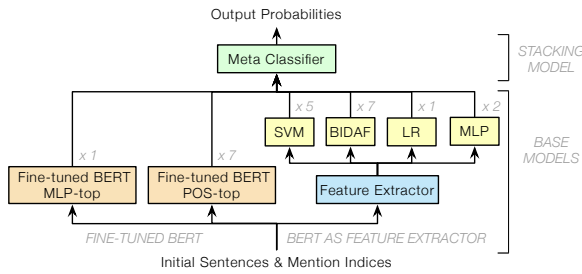 Output Probabilities
Meta Classifier
STACKING
MODEL
x 5
x 7
x 1
x 2
SVM
BIDAF
LR
MLP
x 1
x 7
Fine-tuned BERT
MLP-top
Fine-tuned BERT
POS-top
Feature Extractor
BASE
MODELS
FINE-TUNED BERT
BERT AS FEATURE EXTRACTOR
Initial Sentences & Mention Indices